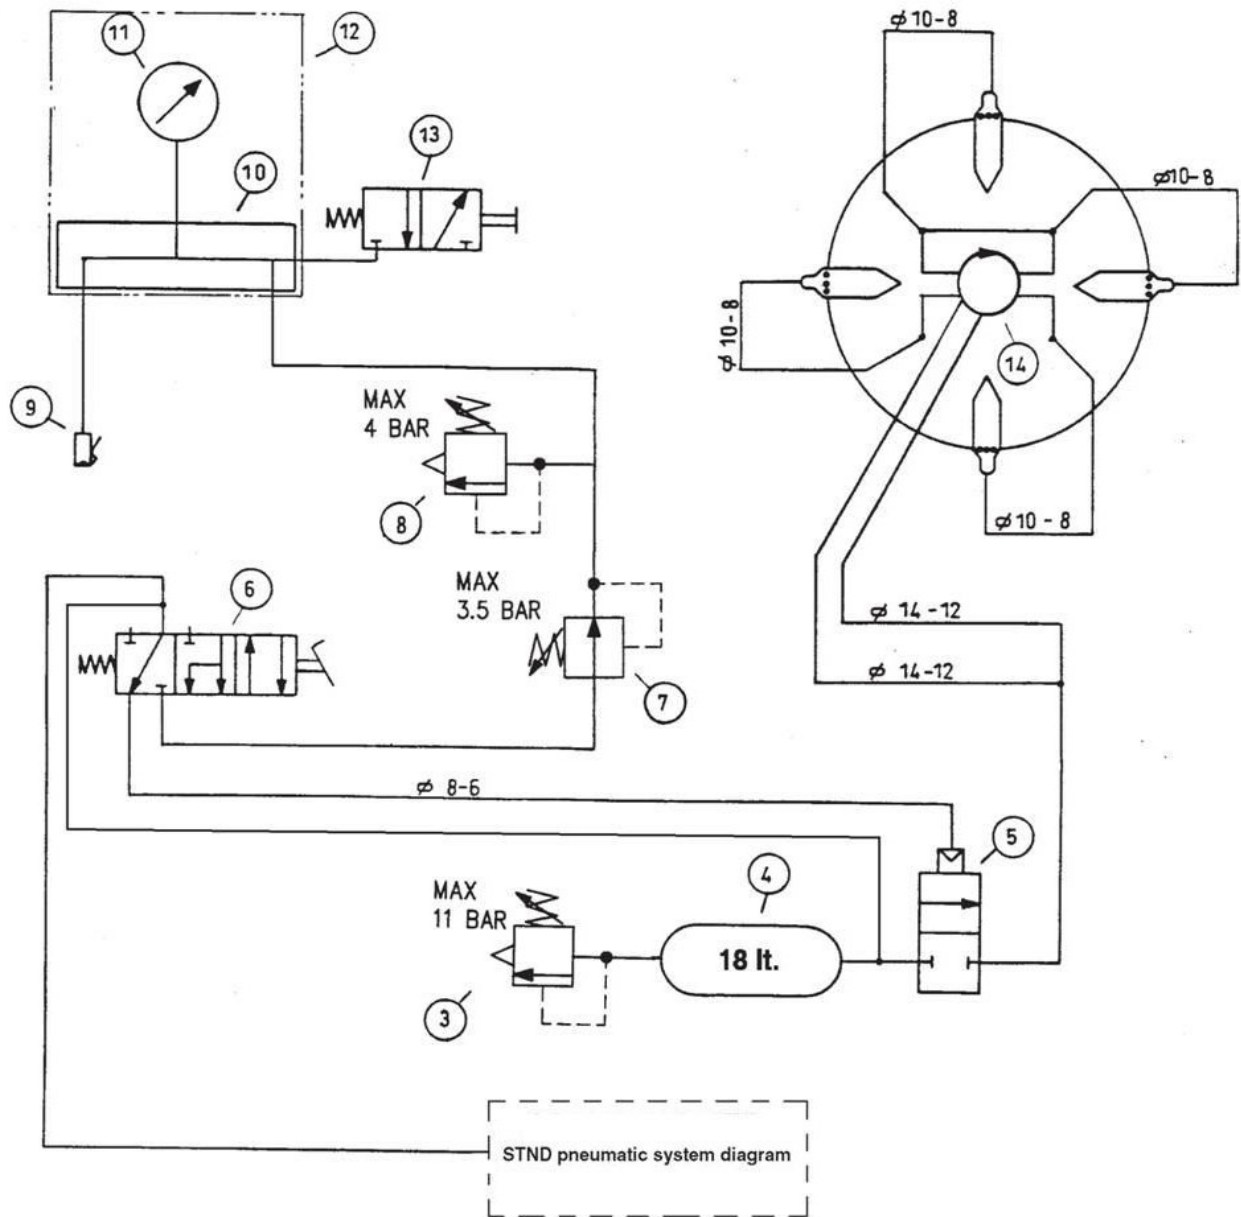 11
12
⌀ 10-8
13
10
⌀10-8
⌀ 10-8
14
9
MAX
4 BAR
8
⌀ 10-8
6
MAX
3.5 BAR
7
⌀ 14-12
⌀ 14-12
⌀ 8-6
5
4
MAX
11 BAR
18 lt.
3
STND pneumatic system diagram